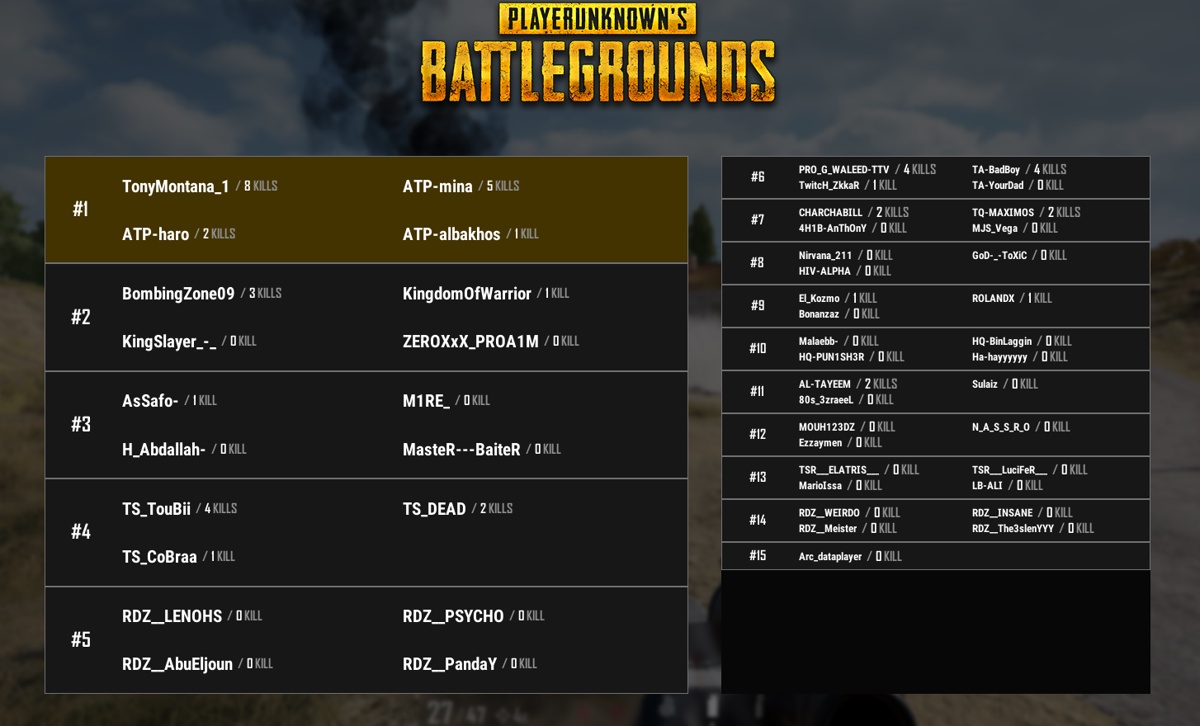 PLAYERUNKNOWN'S
BATTLEGROUNDS
#1
TonyMontana_1 / 8 KILLS
ATP-mina / 5 KILLS
ATP-haro / 2 KILLS
ATP-albakhos / 1 KILL
#2
BombingZone09 / 3 KILLS
KingdomOfWarrior / 1 KILL
KingSlayer_-_ / 0 KILL
ZEROXxX_PROA1M / 0 KILL
#3
AsSafo- / 1 KILL
M1RE_ / 0 KILL
H_Abdallah- / 0 KILL
MasteR---BaiteR / 0 KILL
#4
TS_TouBii / 4 KILLS
TS_DEAD / 2 KILLS
TS_CoBraa / 1 KILL
#5
RDZ__LENOHS / 0 KILL
RDZ__PSYCHO / 0 KILL
RDZ__AbuEljoun / 0 KILL
RDZ__PandaY / 0 KILL
#6
PRO_G_WALEED-TTV / 4 KILLS
TA-BadBoy / 4 KILLS
TwitcH_ZkkaR / 1 KILL
TA-YourDad / 0 KILL
#7
CHARCHABILL / 2 KILLS
TQ-MAXIMOS / 2 KILLS
4H1B-AnThOnY / 0 KILL
MJS_Vega / 0 KILL
#8
Nirvana_211 / 0 KILL
GoD-_-ToXiC / 0 KILL
HIV-ALPHA / 0 KILL
#9
El_Kozmo / 1 KILL
ROLANDX / 1 KILL
Bonanzaz / 0 KILL
#10
Malaebb- / 0 KILL
HQ-BinLaggin / 0 KILL
HQ-PUN1SH3R / 0 KILL
Ha-hayyyyyy / 0 KILL
#11
AL-TAYEEM / 2 KILLS
Sulaiz / 0 KILL
80s_3zraeeL / 0 KILL
#12
MOUH123DZ / 0 KILL
N_A_S_S_R_O / 0 KILL
Ezzaymen / 0 KILL
#13
TSR__ELATRIS__ / 0 KILL
TSR__LuciFeR__ / 0 KILL
MarioIssa / 0 KILL
LB-ALI / 0 KILL
#14
RDZ__WEIRDO / 0 KILL
RDZ__INSANE / 0 KILL
RDZ__Meister / 0 KILL
RDZ__The3slenYYY / 0 KILL
#15
Arc_dataplayer / 0 KILL
27/47